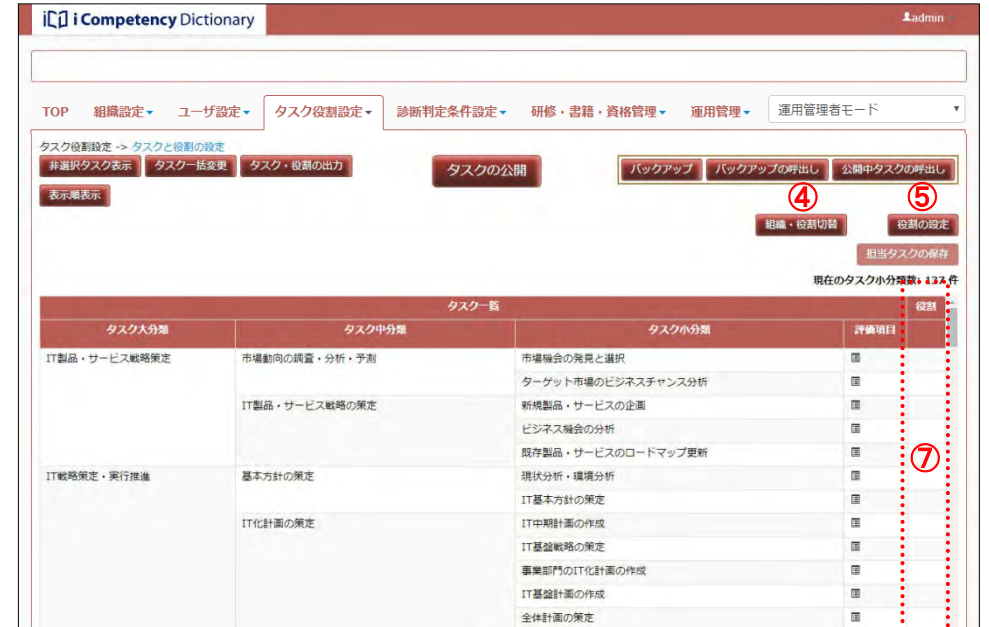 i Competency Dictionary
admin
TOP 組織設定 ユーザ設定 タスク役割設定 診断判定条件設定 研修・書籍・資格管理 運用管理 運用管理者モード
タスク役割設定 -> タスクと役割の設定
非選択タスク表示 タスク一括変更 タスク・役割の出力 タスクの公開 バックアップ バックアップの呼出し 公開中タスクの呼出し
表示順表示
④ ⑤
組織・役割切替 役割の設定
担当タスクの保存
現在のタスク小分類数: 137 件
タスク一覧 役割
タスク大分類 タスク中分類 タスク小分類 評価項目
IT製品・サービス戦略策定 市場動向の調査・分析・予測 市場機会の発見と選択
ターゲット市場のビジネスチャンス分析
IT製品・サービス戦略の策定 新規製品・サービスの企画
ビジネス機会の分析
既存製品・サービスのロードマップ更新
⑦
IT戦略策定・実行推進 基本方針の策定 現状分析・環境分析
IT基本方針の策定
IT化計画の策定 IT中期計画の作成
IT基盤戦略の策定
事業部門のIT化計画の作成
IT基盤計画の作成
全体計画の策定